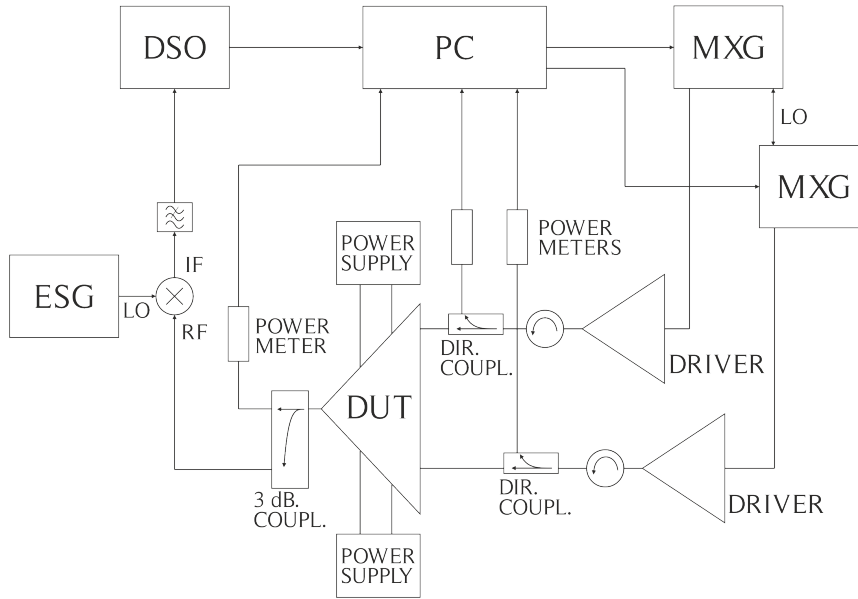 DSO
PC
MXG
LO
MXG
POWER
METERS
POWER
SUPPLY
IF
ESG
LO
RF
POWER
METER
DIR.
COUPL.
DRIVER
DUT
3 dB.
COUPL.
DIR.
COUPL.
DRIVER
POWER
SUPPLY